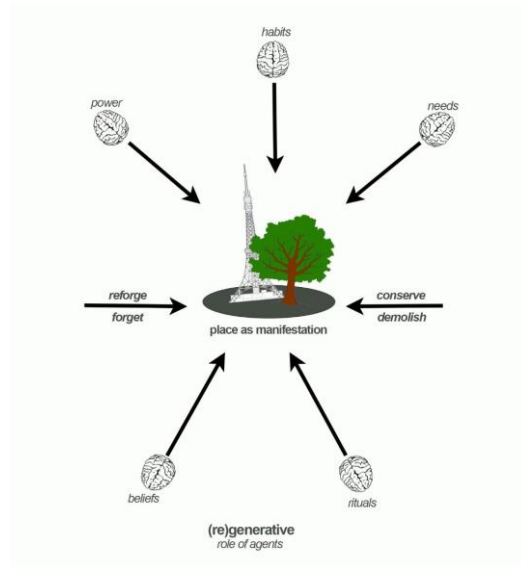 habits
power
needs
reforge
forget
conserve
demolish
place as manifestation
beliefs
rituals
(re)generative
role of agents